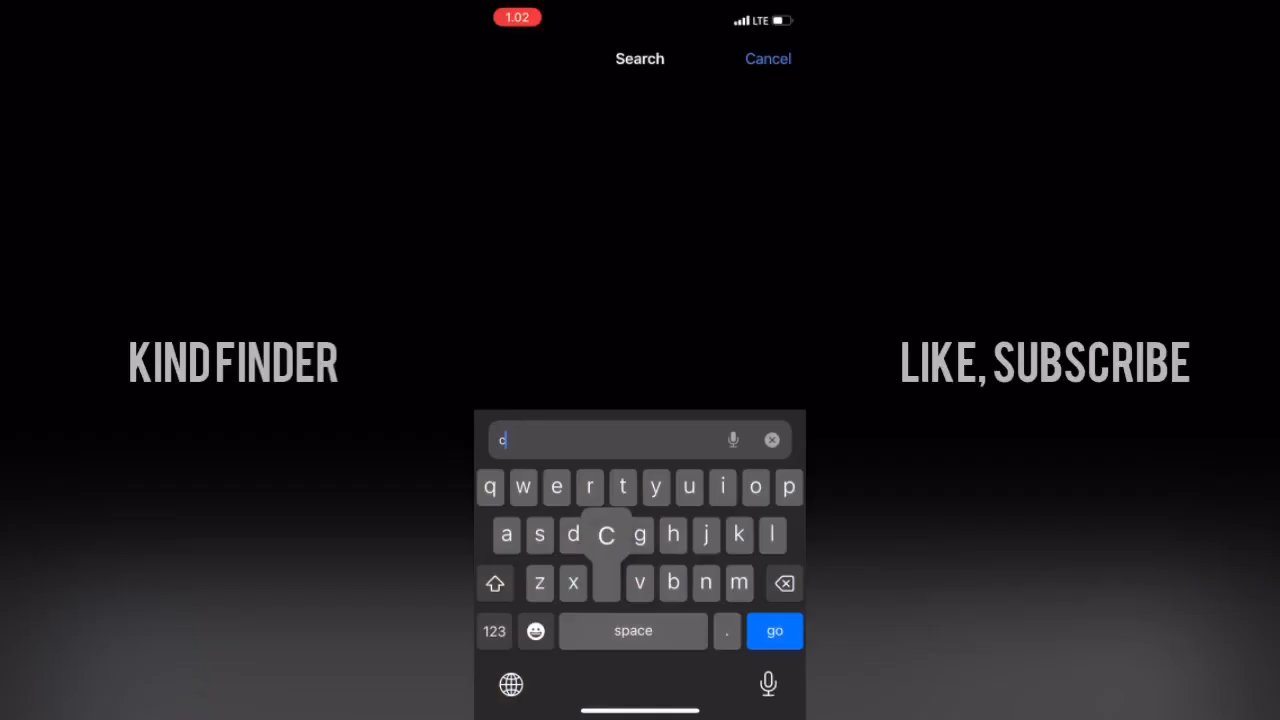 1.02
LTE
Search
Cancel
KIND FINDER
LIKE, SUBSCRIBE
c
q w e r t y u i o p
a s d C g h j k l
z x v b n m
123
space
.
go